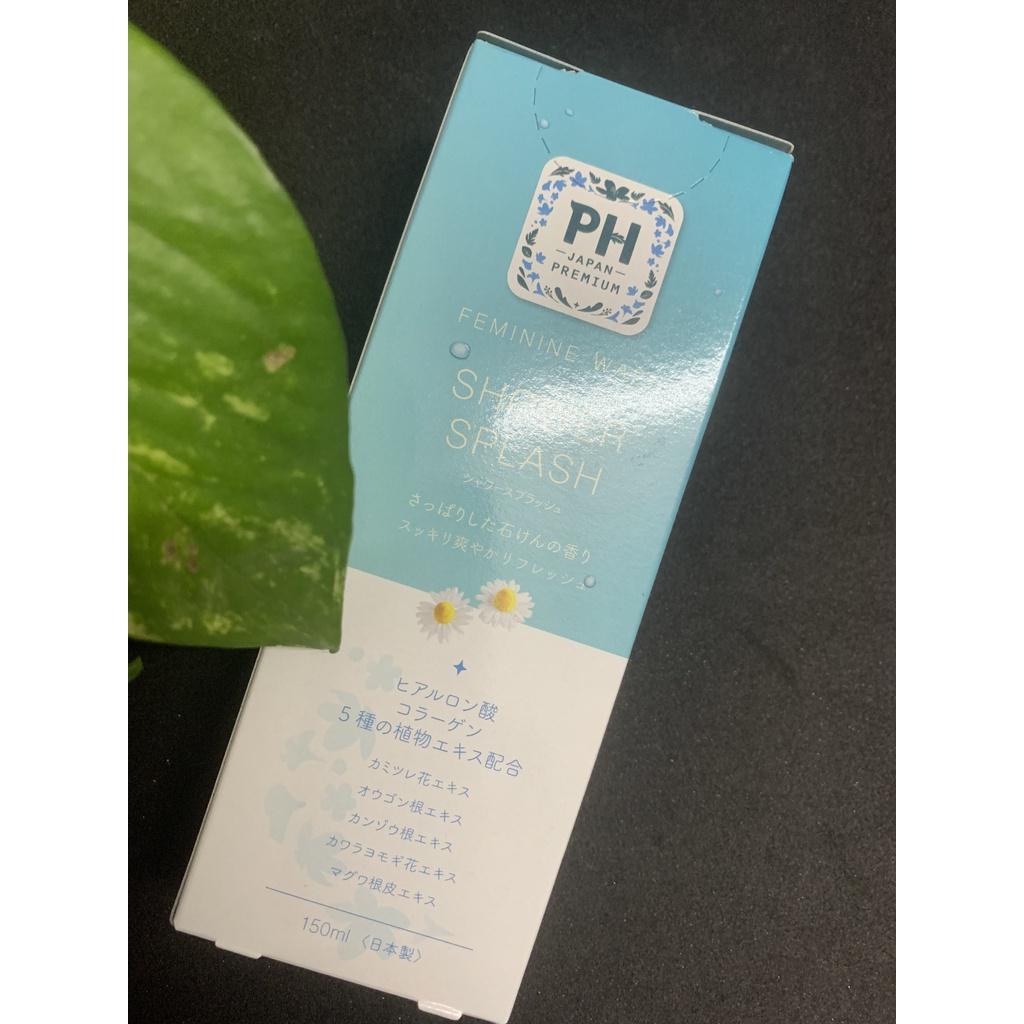 PH
JAPAN
PREMIUM
FEMININE WASH
SHOWER
SPLASH
シャワースプラッシュ
さっぱりした石けんの香り
スッキリ爽やかリフレッシュ
ヒアルロン酸
コラーゲン
5種の植物エキス配合
カミツレ花エキス
オウゴン根エキス
カンゾウ根エキス
カワラヨモギ花エキス
マグワ根皮エキス
150ml〈日本製〉